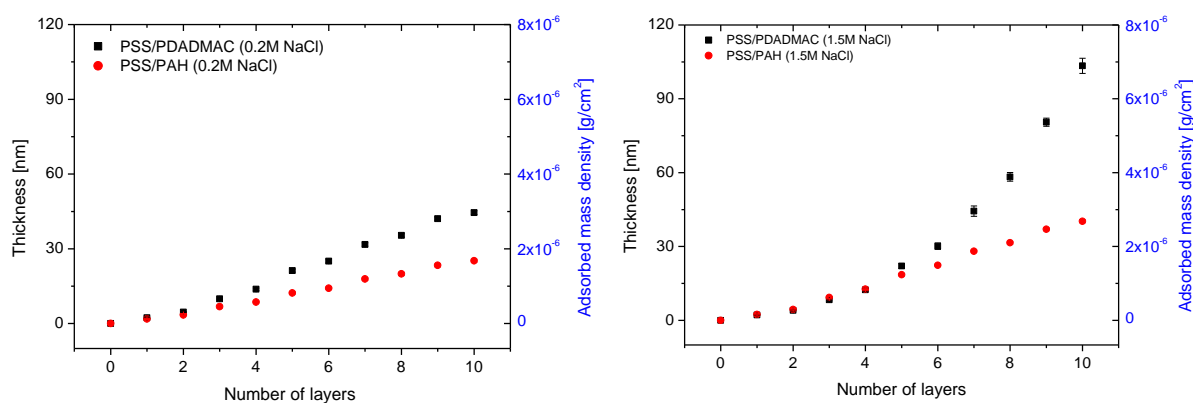 120
90
60
30
0
Thickness [nm]
PSS/PDADMAC (0.2M NaCl)
PSS/PAH (0.2M NaCl)
8x10⁻⁶
6x10⁻⁶
4x10⁻⁶
2x10⁻⁶
0
Adsorbed mass density [g/cm²]
0 2 4 6 8 10
Number of layers
120
90
60
30
0
Thickness [nm]
PSS/PDADMAC (1.5M NaCl)
PSS/PAH (1.5M NaCl)
8x10⁻⁶
6x10⁻⁶
4x10⁻⁶
2x10⁻⁶
0
Adsorbed mass density [g/cm²]
0 2 4 6 8 10
Number of layers